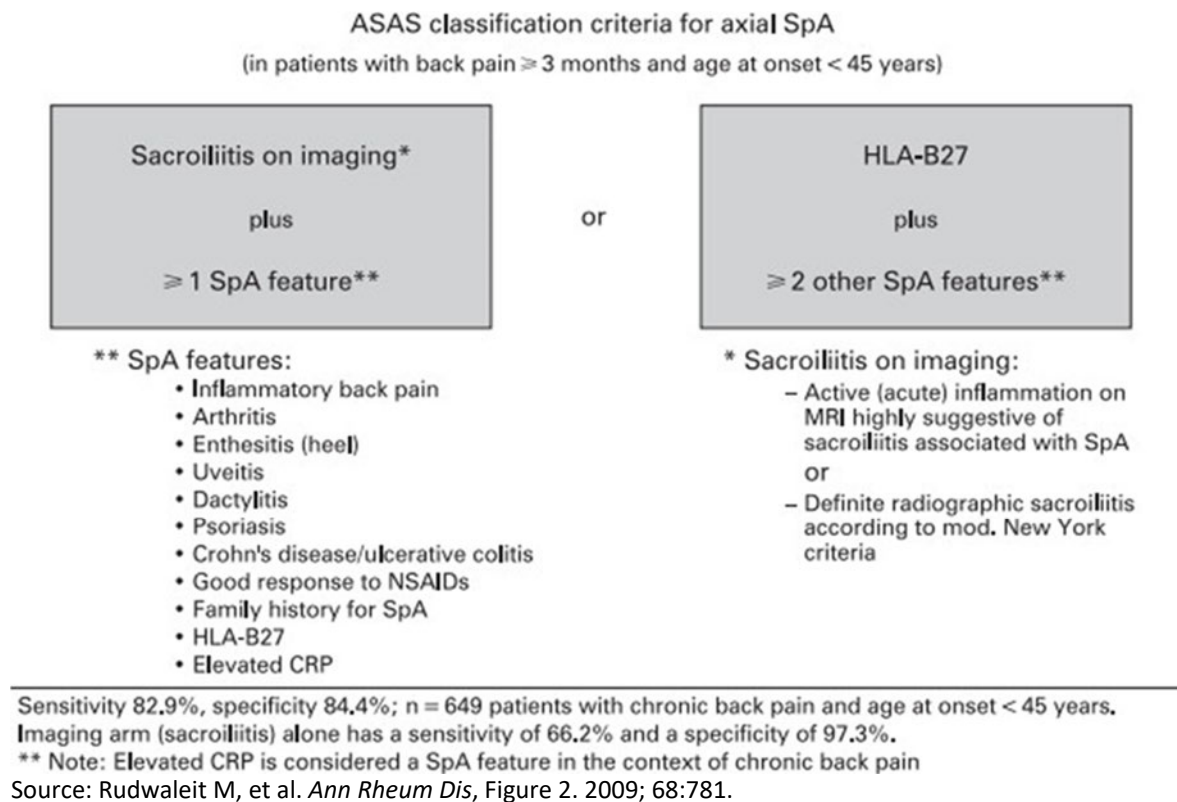 ASAS classification criteria for axial SpA
(in patients with back pain ⩾ 3 months and age at onset < 45 years)
Sacroiliitis on imaging*
plus
⩾ 1 SpA feature**
or
HLA-B27
plus
⩾ 2 other SpA features**
** SpA features:
• Inflammatory back pain
• Arthritis
• Enthesitis (heel)
• Uveitis
• Dactylitis
• Psoriasis
• Crohn's disease/ulcerative colitis
• Good response to NSAIDs
• Family history for SpA
• HLA-B27
• Elevated CRP
* Sacroiliitis on imaging:
– Active (acute) inflammation on
MRI highly suggestive of
sacroiliitis associated with SpA
or
– Definite radiographic sacroiliitis
according to mod. New York
criteria
Sensitivity 82.9%, specificity 84.4%; n = 649 patients with chronic back pain and age at onset < 45 years.
Imaging arm (sacroiliitis) alone has a sensitivity of 66.2% and a specificity of 97.3%.
** Note: Elevated CRP is considered a SpA feature in the context of chronic back pain
Source: Rudwaleit M, et al. Ann Rheum Dis, Figure 2. 2009; 68:781.